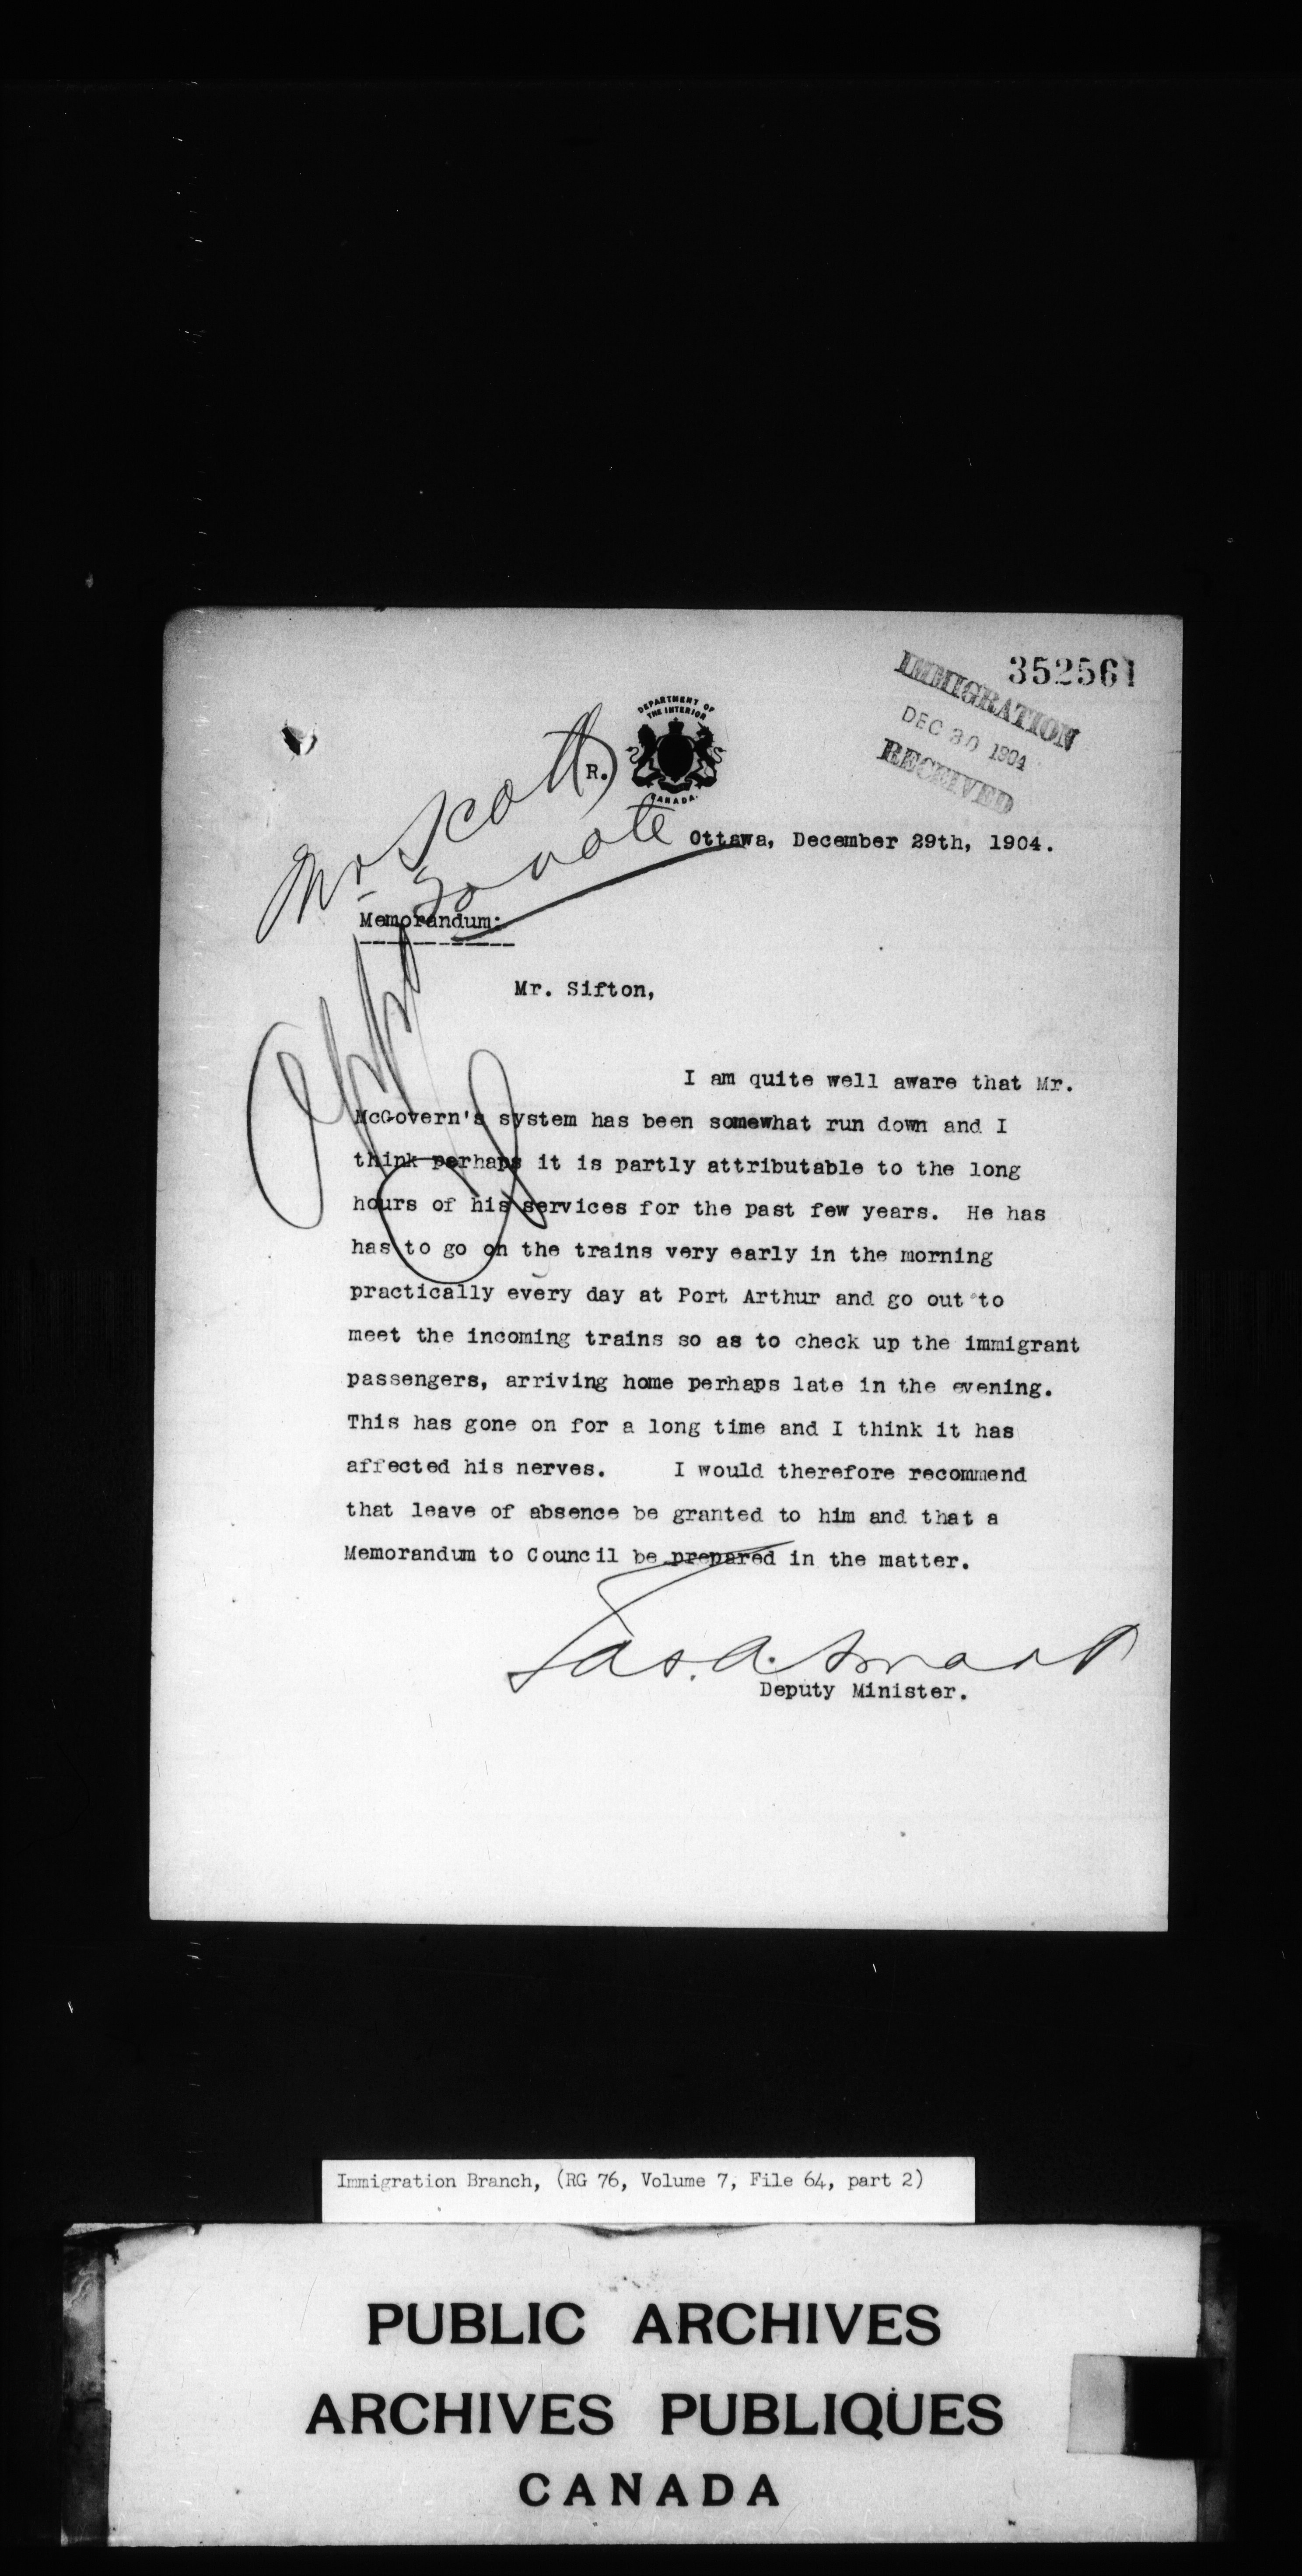 352561
IMMIGRATION
DEC 30 1904
RECEIVED
DEPARTMENT OF
THE INTERIOR
CANADA.
R.
Mr Scott
to note
Ottawa, December 29th, 1904.
Memorandum:
Mr. Sifton,
I am quite well aware that Mr.
McGovern's system has been somewhat run down and I
think perhaps it is partly attributable to the long
hours of his services for the past few years. He has
has to go on the trains very early in the morning
practically every day at Port Arthur and go out to
meet the incoming trains so as to check up the immigrant
passengers, arriving home perhaps late in the evening.
This has gone on for a long time and I think it has
affected his nerves. I would therefore recommend
that leave of absence be granted to him and that a
Memorandum to Council be prepared in the matter.
Jas. A. Smart
Deputy Minister.
Immigration Branch, (RG 76, Volume 7, File 64, part 2)
PUBLIC ARCHIVES
ARCHIVES PUBLIQUES
CANADA